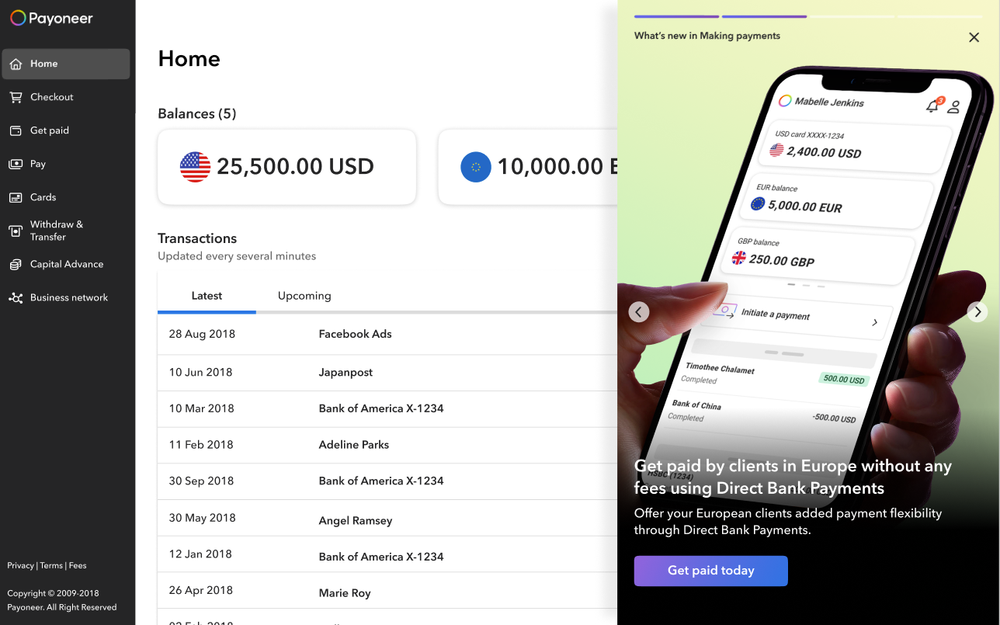 Payoneer
Home
Checkout
Get paid
Pay
Cards
Withdraw &
Transfer
Capital Advance
Business network
Privacy | Terms | Fees
Copyright © 2009-2018
Payoneer. All Right Reserved
Home
Balances (5)
25,500.00 USD
10,000.00
Transactions
Updated every several minutes
Latest
Upcoming
28 Aug 2018 Facebook Ads
10 Jun 2018 Japanpost
10 Mar 2018 Bank of America X-1234
11 Feb 2018 Adeline Parks
30 Sep 2018 Bank of America X-1234
30 May 2018 Angel Ramsey
12 Jan 2018 Bank of America X-1234
26 Apr 2018 Marie Roy
What's new in Making payments
Mabelle Jenkins
3
USD card XXXX-1234
2,400.00 USD
EUR balance
5,000.00 EUR
GBP balance
250.00 GBP
Initiate a payment
Timothee Chalamet
500.00 USD
Completed
Bank of China
-500.00 USD
Completed
HSBC (1234)
Get paid by clients in Europe without any
fees using Direct Bank Payments
Offer your European clients added payment flexibility
through Direct Bank Payments.
Get paid today